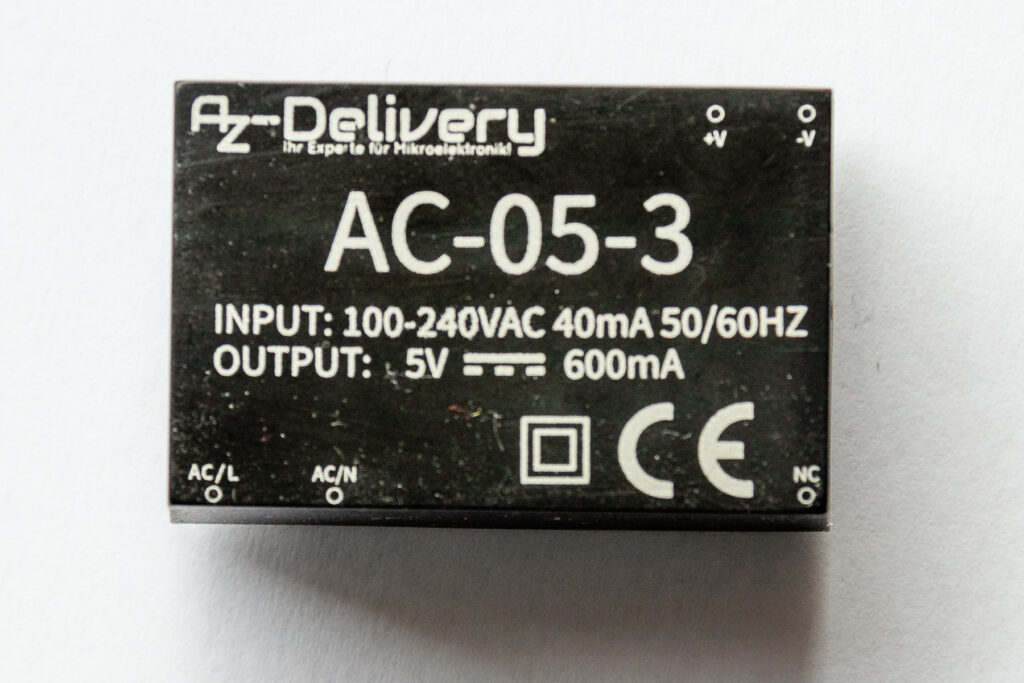 AZ-Delivery
Ihr Experte für Mikroelektronik!
+V
-V
AC-05-3
INPUT: 100-240VAC 40mA 50/60HZ
OUTPUT: 5V ⎓ 600mA
CE
AC/L
AC/N
NC